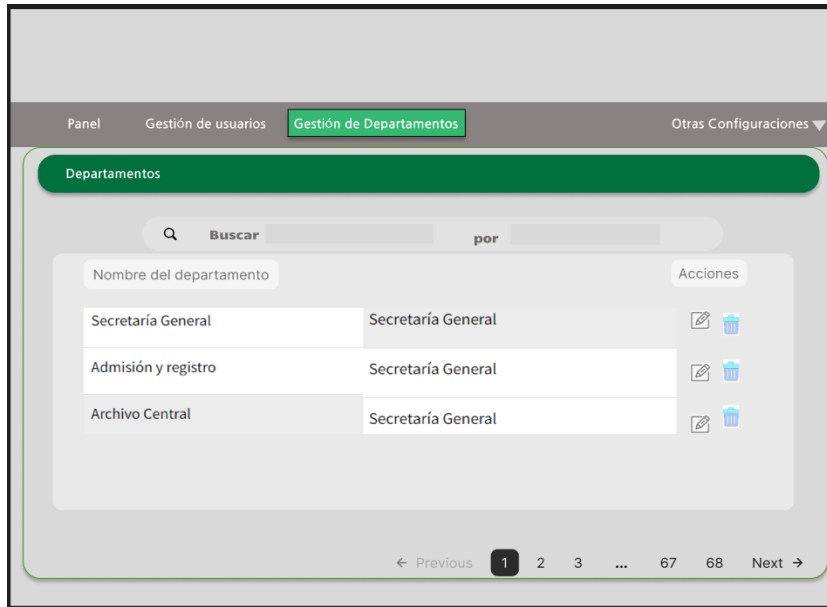 Panel Gestión de usuarios Gestión de Departamentos Otras Configuraciones
Departamentos
Buscar por
Nombre del departamento Acciones
Secretaría General Secretaría General
Admisión y registro Secretaría General
Archivo Central Secretaría General
← Previous 1 2 3 ... 67 68 Next →